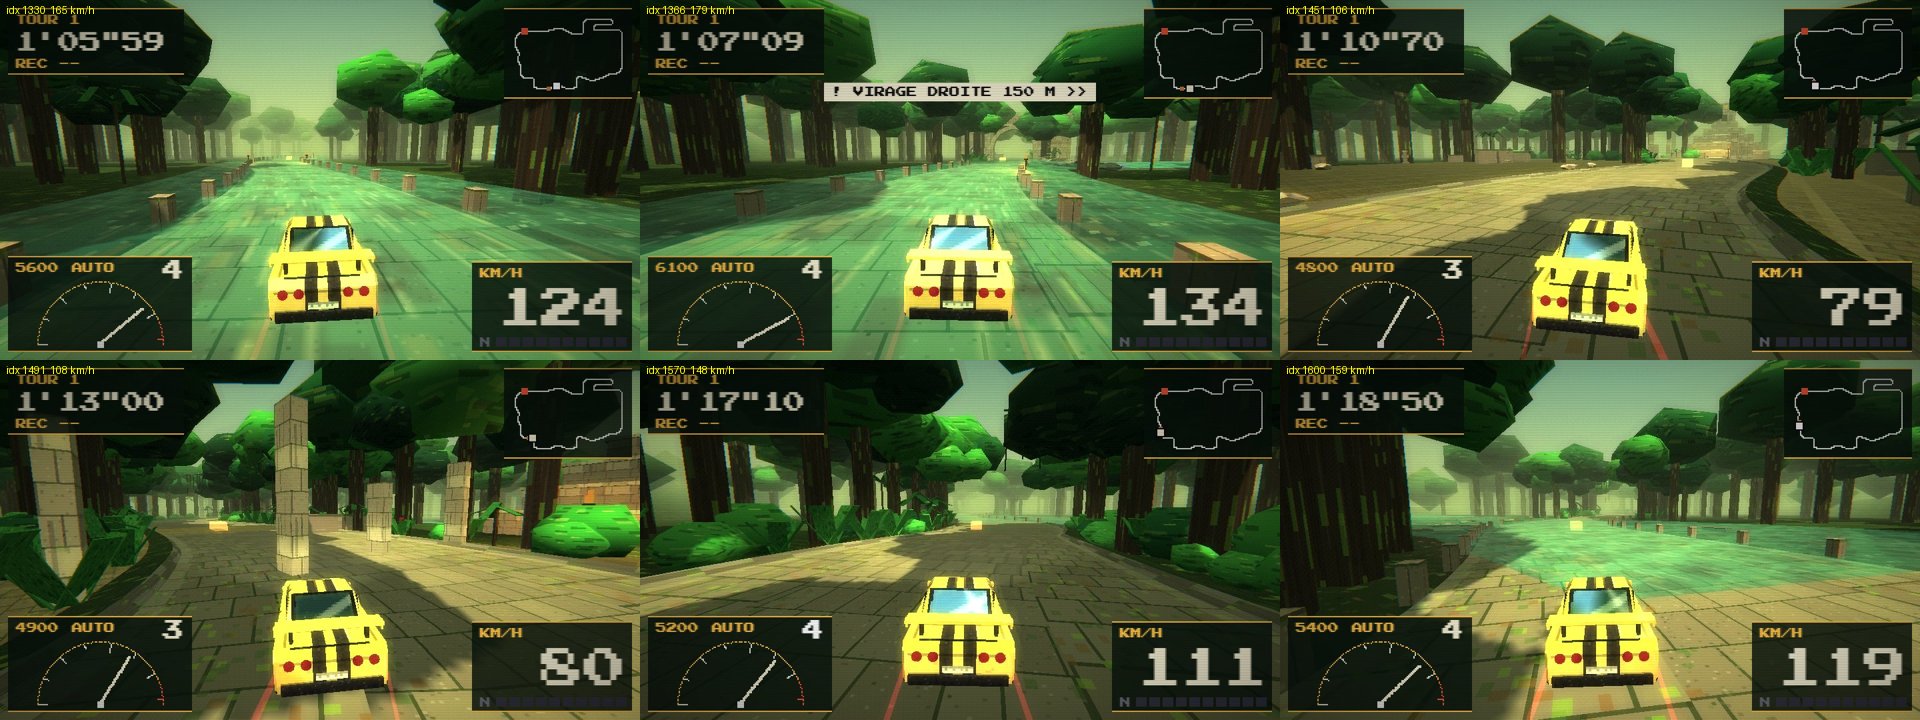 idx 1330 165 km/h
TOUR 1
1'05"59
REC --
5600 AUTO 4
KM/H
124
N
idx 1366 179 km/h
TOUR 1
1'07"09
REC --
! VIRAGE DROITE 150 M >>
6100 AUTO 4
KM/H
134
N
idx 1451 106 km/h
TOUR 1
1'10"70
REC --
4800 AUTO 3
KM/H
79
N
idx 1491 108 km/h
TOUR 1
1'13"00
REC --
4900 AUTO 3
KM/H
80
N
idx 1570 148 km/h
TOUR 1
1'17"10
REC --
5200 AUTO 4
KM/H
111
N
idx 1600 159 km/h
TOUR 1
1'18"50
REC --
5400 AUTO 4
KM/H
119
N